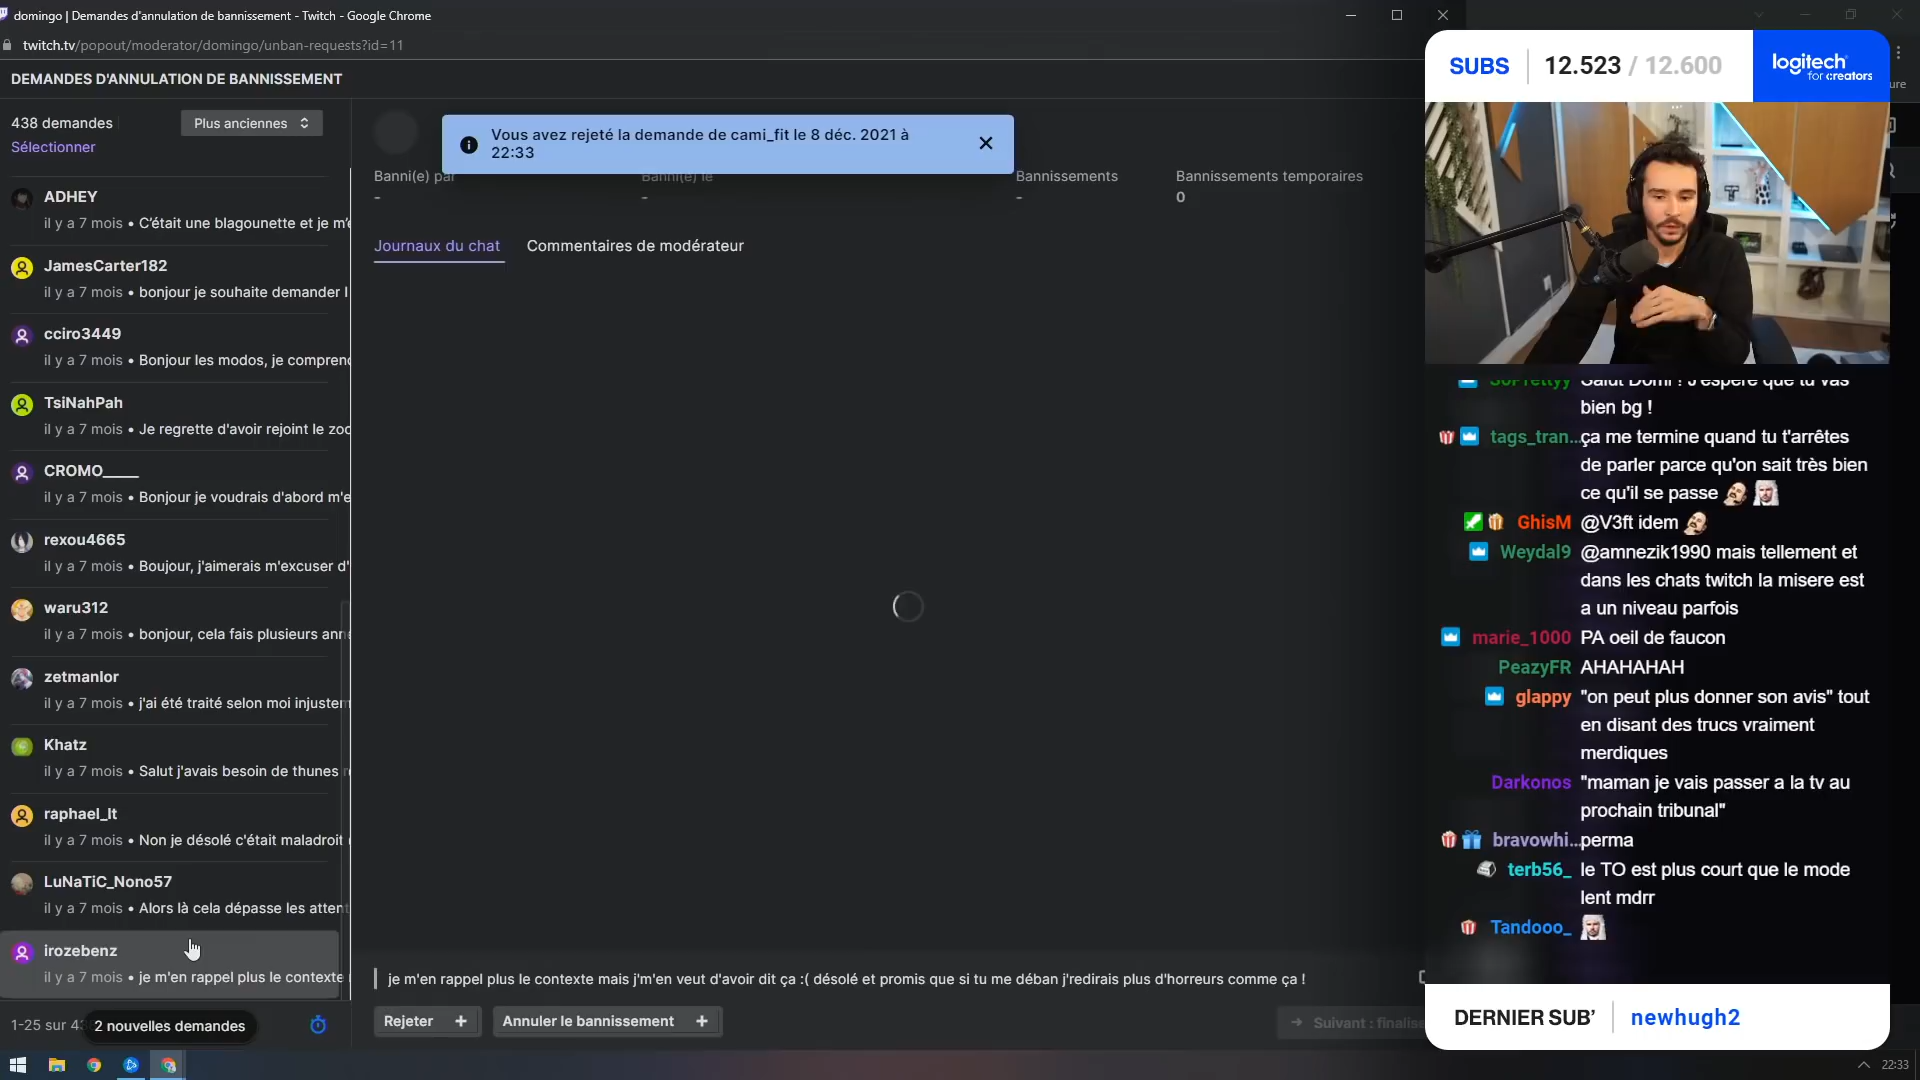 domingo | Demandes d'annulation de bannissement - Twitch - Google Chrome
twitch.tv/popout/moderator/domingo/unban-requests?id=11
DEMANDES D'ANNULATION DE BANNISSEMENT
438 demandes
Plus anciennes
Sélectionner
ADHEY
il y a 7 mois • C'était une blagounette et je m'e
JamesCarter182
il y a 7 mois • bonjour je souhaite demander l
cciro3449
il y a 7 mois • Bonjour les modos, je comprend
TsiNahPah
il y a 7 mois • Je regrette d'avoir rejoint le zoo
CROMO_____
il y a 7 mois • Bonjour je voudrais d'abord m'e
rexou4665
il y a 7 mois • Boujour, j'aimerais m'excuser d'
waru312
il y a 7 mois • bonjour, cela fais plusieurs ann
zetmanlor
il y a 7 mois • j'ai été traité selon moi injustem
Khatz
il y a 7 mois • Salut j'avais besoin de thunes
raphael_lt
il y a 7 mois • Non je désolé c'était maladroit
LuNaTiC_Nono57
il y a 7 mois • Alors là cela dépasse les atten
irozebenz
il y a 7 mois • je m'en rappel plus le contexte
1-25 sur 43
2 nouvelles demandes
Vous avez rejeté la demande de cami_fit le 8 déc. 2021 à
22:33
Banni(e) par
-
Banni(e) le
-
Bannissements
-
Bannissements temporaires
0
Journaux du chat
Commentaires de modérateur
je m'en rappel plus le contexte mais j'm'en veut d'avoir dit ça :( désolé et promis que si tu me déban j'redirais plus d'horreurs comme ça !
Rejeter +
Annuler le bannissement +
→ Suivant : finalise
SUBS 12.523 / 12.600
logitech
for creators
ure
SoPrettyy Salut Domi ! J'espère que tu vas
bien bg !
tags_tran... ça me termine quand tu t'arrêtes
de parler parce qu'on sait très bien
ce qu'il se passe
GhisM @V3ft idem
Weydal9 @amnezik1990 mais tellement et
dans les chats twitch la misere est
a un niveau parfois
marie_1000 PA oeil de faucon
PeazyFR AHAHAHAH
glappy "on peut plus donner son avis" tout
en disant des trucs vraiment
merdiques
Darkonos "maman je vais passer a la tv au
prochain tribunal"
bravowhi... perma
terb56_ le TO est plus court que le mode
lent mdrr
Tandooo_
DERNIER SUB' newhugh2
22:33